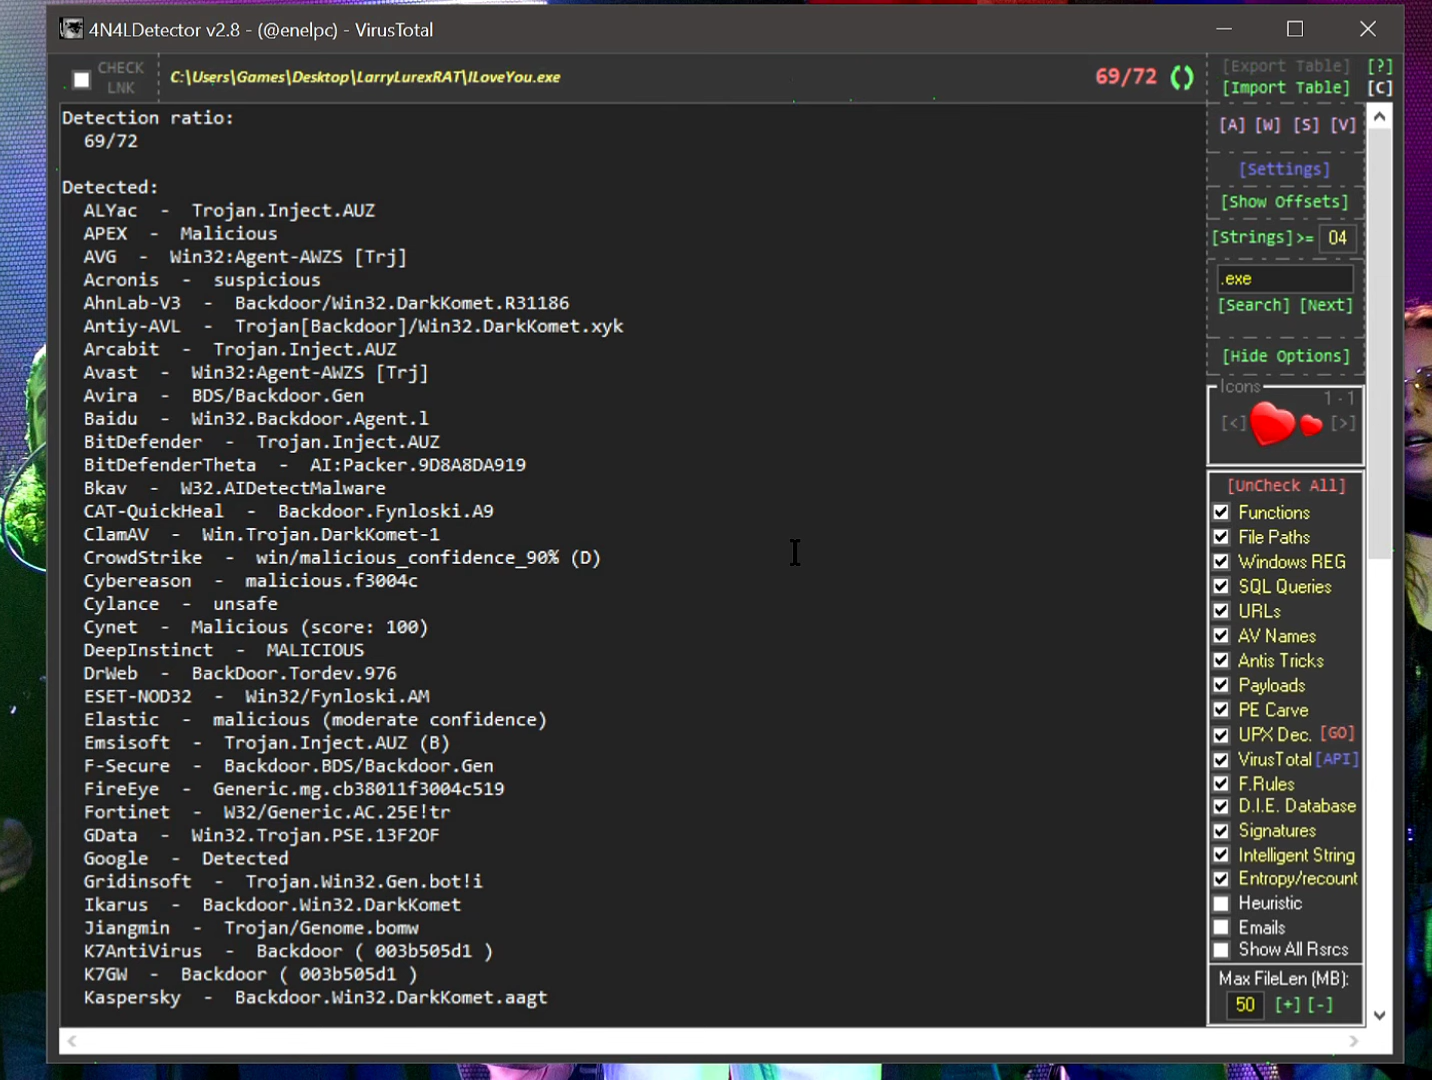 4N4LDetector v2.8 - (@enelpc) - VirusTotal
CHECK LNK
C:\Users\Games\Desktop\LarryLurexRAT\ILoveYou.exe
69/72
[Export Table] [?]
[Import Table] [C]
Detection ratio:
69/72
Detected:
ALYac - Trojan.Inject.AUZ
APEX - Malicious
AVG - Win32:Agent-AWZS [Trj]
Acronis - suspicious
AhnLab-V3 - Backdoor/Win32.DarkKomet.R31186
Antiy-AVL - Trojan[Backdoor]/Win32.DarkKomet.xyk
Arcabit - Trojan.Inject.AUZ
Avast - Win32:Agent-AWZS [Trj]
Avira - BDS/Backdoor.Gen
Baidu - Win32.Backdoor.Agent.l
BitDefender - Trojan.Inject.AUZ
BitDefenderTheta - AI:Packer.9D8A8DA919
Bkav - W32.AIDetectMalware
CAT-QuickHeal - Backdoor.Fynloski.A9
ClamAV - Win.Trojan.DarkKomet-1
CrowdStrike - win/malicious_confidence_90% (D)
Cybereason - malicious.f3004c
Cylance - unsafe
Cynet - Malicious (score: 100)
DeepInstinct - MALICIOUS
DrWeb - BackDoor.Tordev.976
ESET-NOD32 - Win32/Fynloski.AM
Elastic - malicious (moderate confidence)
Emsisoft - Trojan.Inject.AUZ (B)
F-Secure - Backdoor.BDS/Backdoor.Gen
FireEye - Generic.mg.cb38011f3004c519
Fortinet - W32/Generic.AC.25E!tr
GData - Win32.Trojan.PSE.13F2OF
Google - Detected
Gridinsoft - Trojan.Win32.Gen.bot!i
Ikarus - Backdoor.Win32.DarkKomet
Jiangmin - Trojan/Genome.bomw
K7AntiVirus - Backdoor ( 003b505d1 )
K7GW - Backdoor ( 003b505d1 )
Kaspersky - Backdoor.Win32.DarkKomet.aagt
[A] [W] [S] [V]
[Settings]
[Show Offsets]
[Strings]>= 04
.exe
[Search] [Next]
[Hide Options]
Icons
1 - 1
[<] [>]
[UnCheck All]
Functions
File Paths
Windows REG
SQL Queries
URLs
AV Names
Antis Tricks
Payloads
PE Carve
UPX Dec. [GO]
VirusTotal [API]
F.Rules
D.I.E. Database
Signatures
Intelligent String
Entropy/recount
Heuristic
Emails
Show All Rsrcs
Max FileLen (MB):
50 [+] [-]